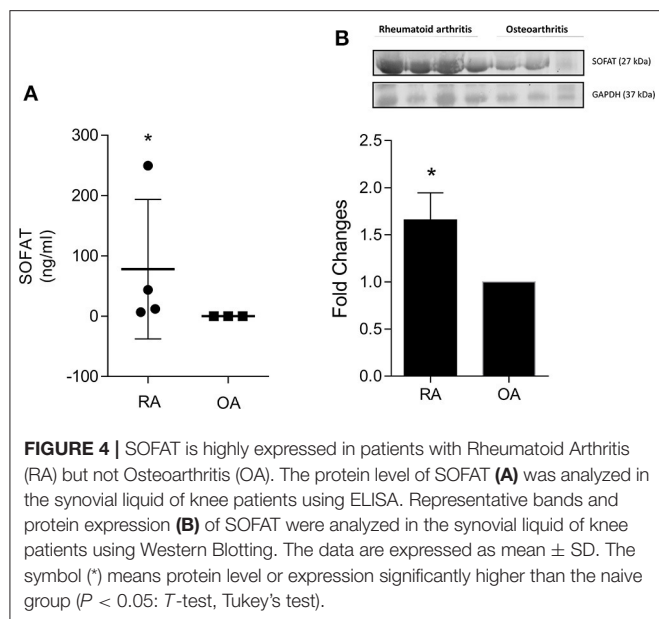 B
Rheumatoid arthritis Osteoarthritis
SOFAT (27 kDa)
GAPDH (37 kDa)
A
*
300
200
100
0
-100
SOFAT
(ng/ml)
RA OA
*
2.5
2.0
1.5
1.0
0.5
0.0
Fold Changes
RA OA
FIGURE 4 | SOFAT is highly expressed in patients with Rheumatoid Arthritis
(RA) but not Osteoarthritis (OA). The protein level of SOFAT (A) was analyzed in
the synovial liquid of knee patients using ELISA. Representative bands and
protein expression (B) of SOFAT were analyzed in the synovial liquid of knee
patients using Western Blotting. The data are expressed as mean ± SD. The
symbol (*) means protein level or expression significantly higher than the naive
group (P < 0.05: T-test, Tukey's test).